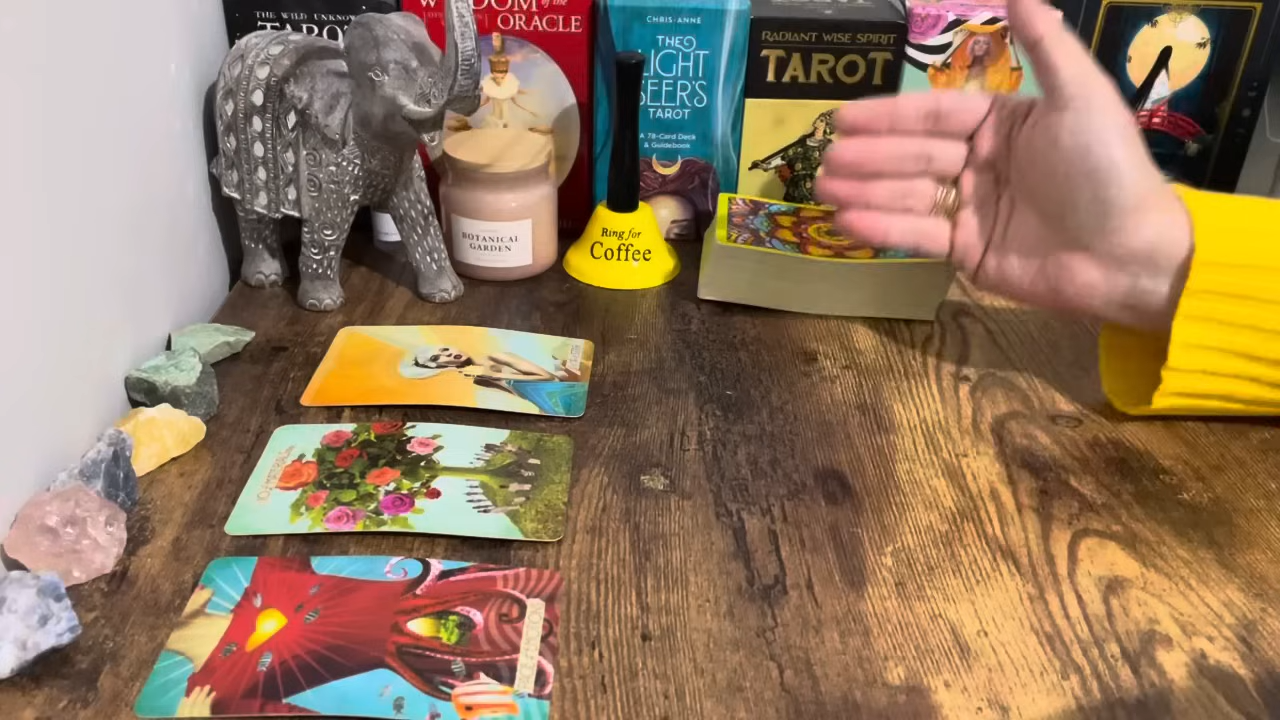 THE WILD UNKNOWN
TAROT
WISDOM of the
ORACLE
CHRIS-ANNE
THE
LIGHT
SEER'S
TAROT
A 78-Card Deck
& Guidebook
RADIANT WISE SPIRIT
TAROT
BOTANICAL
GARDEN
Ring for
Coffee